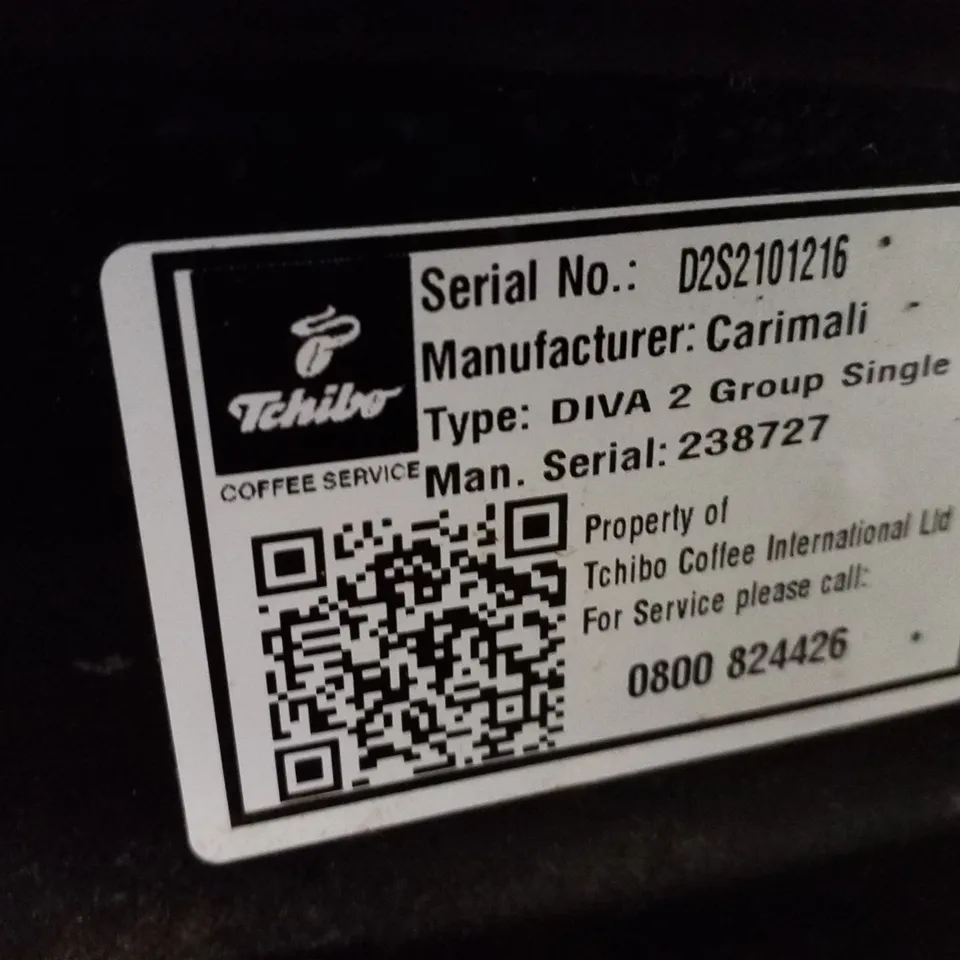 Serial No.: D2S2101216
Manufacturer: Carimali
Type: DIVA 2 Group Single
Man. Serial: 238727
Tchibo
COFFEE SERVICE
Property of
Tchibo Coffee International Ltd
For Service please call:
0800 824426